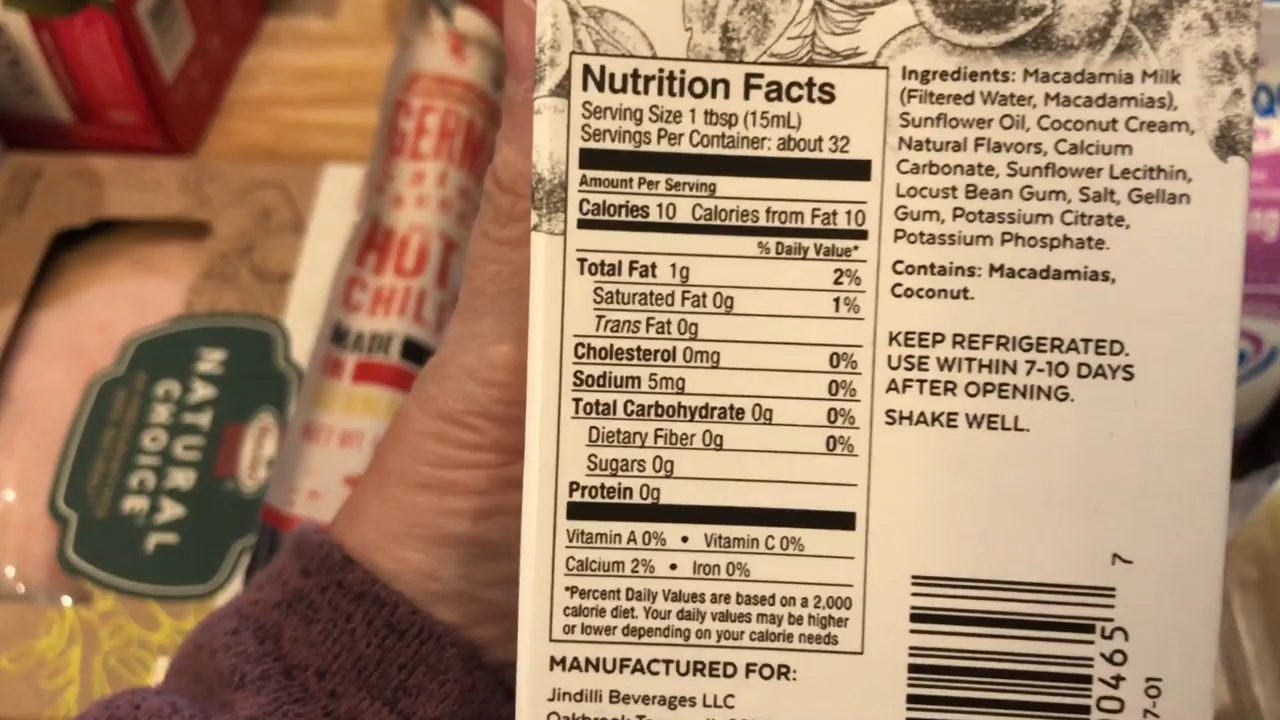 Nutrition Facts
Serving Size 1 tbsp (15mL)
Servings Per Container: about 32
Amount Per Serving
Calories 10 Calories from Fat 10
% Daily Value*
Total Fat 1g 2%
Saturated Fat 0g 1%
Trans Fat 0g
Cholesterol 0mg 0%
Sodium 5mg 0%
Total Carbohydrate 0g 0%
Dietary Fiber 0g 0%
Sugars 0g
Protein 0g
Vitamin A 0% • Vitamin C 0%
Calcium 2% • Iron 0%
*Percent Daily Values are based on a 2,000
calorie diet. Your daily values may be higher
or lower depending on your calorie needs
MANUFACTURED FOR:
Jindilli Beverages LLC
Ingredients: Macadamia Milk
(Filtered Water, Macadamias),
Sunflower Oil, Coconut Cream,
Natural Flavors, Calcium
Carbonate, Sunflower Lecithin,
Locust Bean Gum, Salt, Gellan
Gum, Potassium Citrate,
Potassium Phosphate.
Contains: Macadamias,
Coconut.
KEEP REFRIGERATED.
USE WITHIN 7-10 DAYS
AFTER OPENING.
SHAKE WELL.
7
0465
7-01
HOT
CHILI
MADE
NATURAL
CHOICE